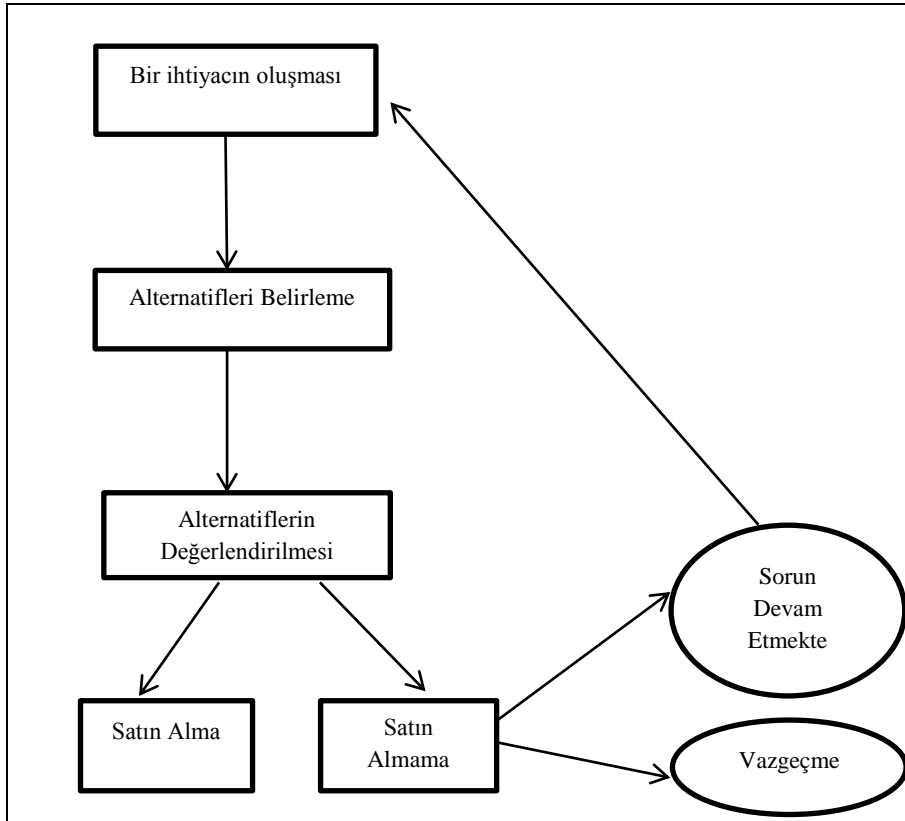 Bir ihtiyacın oluşması
Alternatifleri Belirleme
Alternatiflerin
Değerlendirilmesi
Sorun
Devam
Etmekte
Satın Alma
Satın
Almama
Vazgeçme